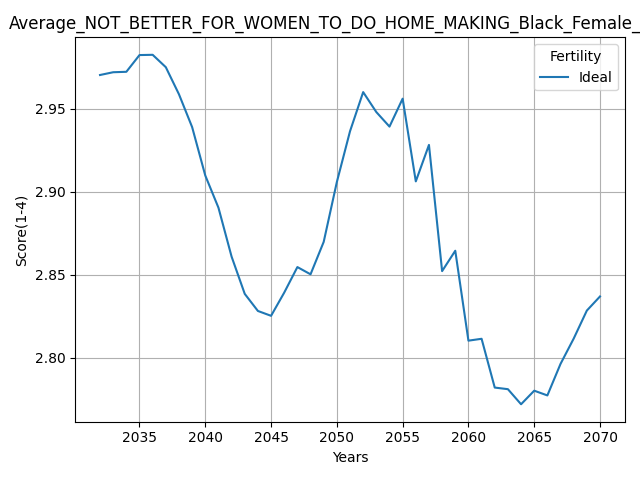 Average_NOT_BETTER_FOR_WOMEN_TO_DO_HOME_MAKING_Black_Female_
Fertility
Ideal
Score(1-4)
2.95
2.90
2.85
2.80
2035 2040 2045 2050 2055 2060 2065 2070
Years